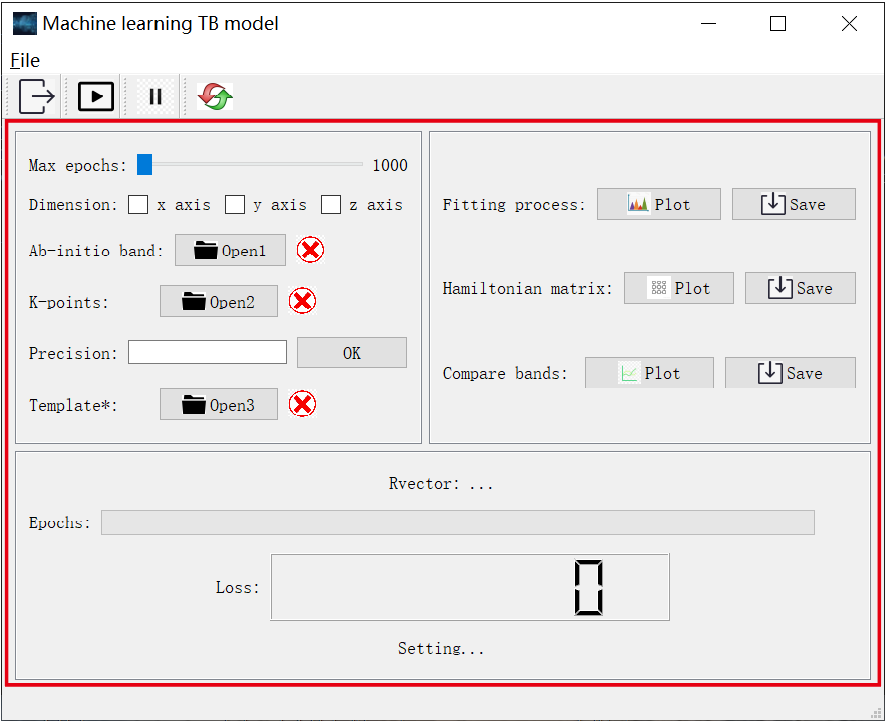 Machine learning TB model
File
Max epochs: 1000
Dimension: x axis y axis z axis
Ab-initio band: Open1
K-points: Open2
Precision: OK
Template*: Open3
Fitting process: Plot Save
Hamiltonian matrix: Plot Save
Compare bands: Plot Save
Rvector: ...
Epochs:
Loss: 0
Setting...